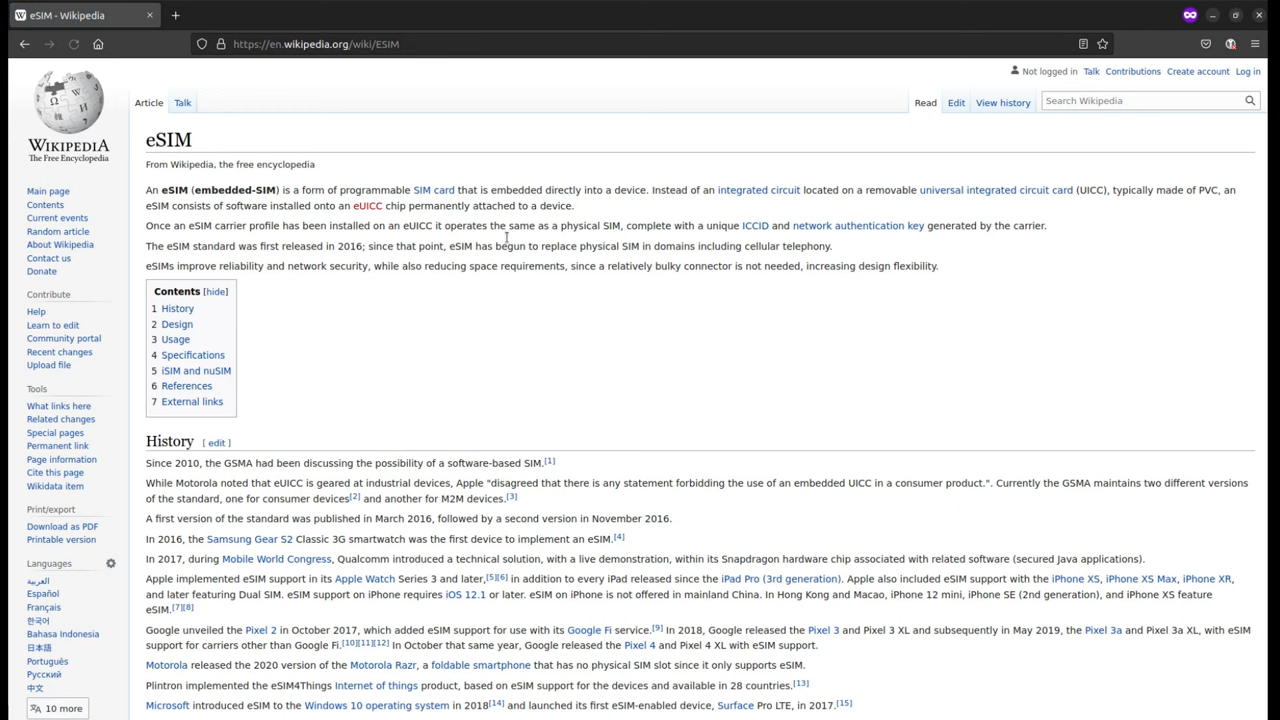 eSIM - Wikipedia
https://en.wikipedia.org/wiki/ESIM
Not logged in Talk Contributions Create account Log in
Article Talk Read Edit View history Search Wikipedia
WIKIPEDIA
The Free Encyclopedia
Main page
Contents
Current events
Random article
About Wikipedia
Contact us
Donate
Contribute
Help
Learn to edit
Community portal
Recent changes
Upload file
Tools
What links here
Related changes
Special pages
Permanent link
Page information
Cite this page
Wikidata item
Print/export
Download as PDF
Printable version
Languages
العربية
Español
Français
한국어
Bahasa Indonesia
日本語
Português
Русский
中文
10 more
eSIM
From Wikipedia, the free encyclopedia
An eSIM (embedded-SIM) is a form of programmable SIM card that is embedded directly into a device. Instead of an integrated circuit located on a removable universal integrated circuit card (UICC), typically made of PVC, an
eSIM consists of software installed onto an eUICC chip permanently attached to a device.
Once an eSIM carrier profile has been installed on an eUICC it operates the same as a physical SIM, complete with a unique ICCID and network authentication key generated by the carrier.
The eSIM standard was first released in 2016; since that point, eSIM has begun to replace physical SIM in domains including cellular telephony.
eSIMs improve reliability and network security, while also reducing space requirements, since a relatively bulky connector is not needed, increasing design flexibility.
Contents [hide]
1 History
2 Design
3 Usage
4 Specifications
5 iSIM and nuSIM
6 References
7 External links
History [ edit ]
Since 2010, the GSMA had been discussing the possibility of a software-based SIM.[1]
While Motorola noted that eUICC is geared at industrial devices, Apple "disagreed that there is any statement forbidding the use of an embedded UICC in a consumer product.". Currently the GSMA maintains two different versions
of the standard, one for consumer devices[2] and another for M2M devices.[3]
A first version of the standard was published in March 2016, followed by a second version in November 2016.
In 2016, the Samsung Gear S2 Classic 3G smartwatch was the first device to implement an eSIM.[4]
In 2017, during Mobile World Congress, Qualcomm introduced a technical solution, with a live demonstration, within its Snapdragon hardware chip associated with related software (secured Java applications).
Apple implemented eSIM support in its Apple Watch Series 3 and later,[5][6] in addition to every iPad released since the iPad Pro (3rd generation). Apple also included eSIM support with the iPhone XS, iPhone XS Max, iPhone XR,
and later featuring Dual SIM. eSIM support on iPhone requires iOS 12.1 or later. eSIM on iPhone is not offered in mainland China. In Hong Kong and Macao, iPhone 12 mini, iPhone SE (2nd generation), and iPhone XS feature
eSIM.[7][8]
Google unveiled the Pixel 2 in October 2017, which added eSIM support for use with its Google Fi service.[9] In 2018, Google released the Pixel 3 and Pixel 3 XL and subsequently in May 2019, the Pixel 3a and Pixel 3a XL, with eSIM
support for carriers other than Google Fi.[10][11][12] In October that same year, Google released the Pixel 4 and Pixel 4 XL with eSIM support.
Motorola released the 2020 version of the Motorola Razr, a foldable smartphone that has no physical SIM slot since it only supports eSIM.
Plintron implemented the eSIM4Things Internet of things product, based on eSIM support for the devices and available in 28 countries.[13]
Microsoft introduced eSIM to the Windows 10 operating system in 2018[14] and launched its first eSIM-enabled device, Surface Pro LTE, in 2017.[15]